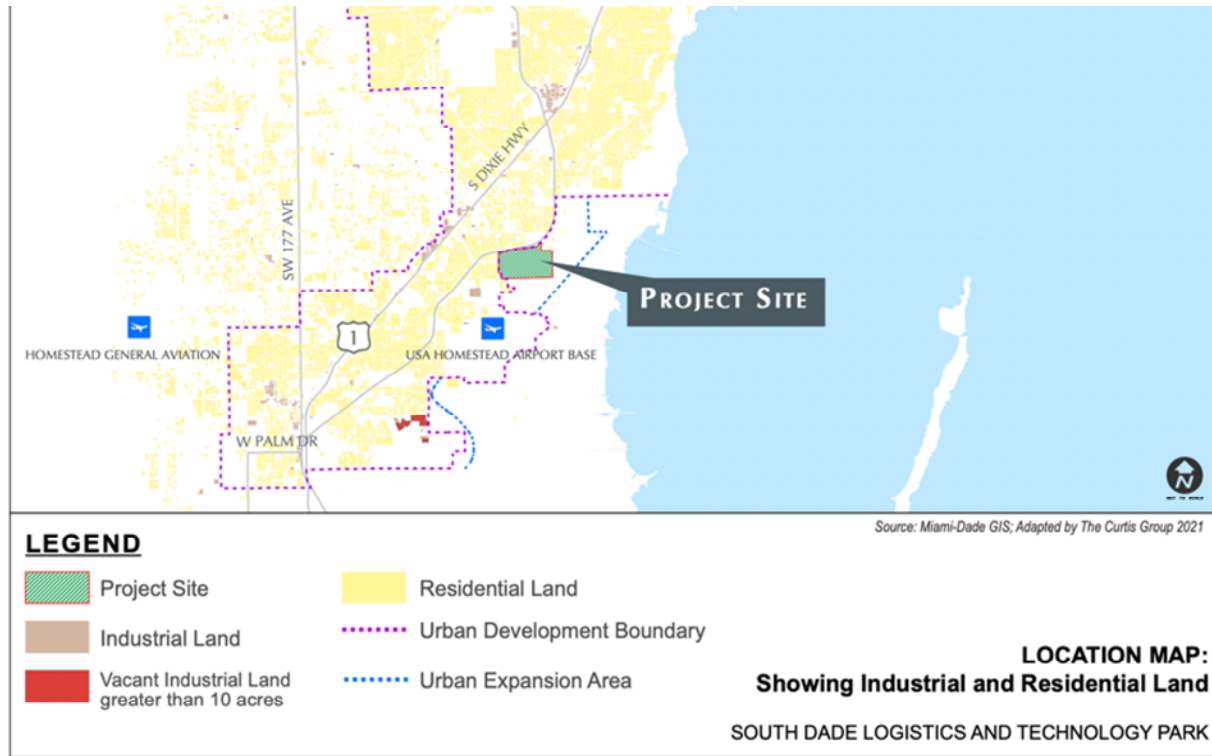 S DIXIE HWY
SW 177 AVE
PROJECT SITE
1
HOMESTEAD GENERAL AVIATION
USA HOMESTEAD AIRPORT BASE
W PALM DR
N
NOT TO SCALE
Source: Miami-Dade GIS; Adapted by The Curtis Group 2021
LEGEND
Project Site
Residential Land
Industrial Land
Urban Development Boundary
Vacant Industrial Land
greater than 10 acres
Urban Expansion Area
LOCATION MAP:
Showing Industrial and Residential Land
SOUTH DADE LOGISTICS AND TECHNOLOGY PARK